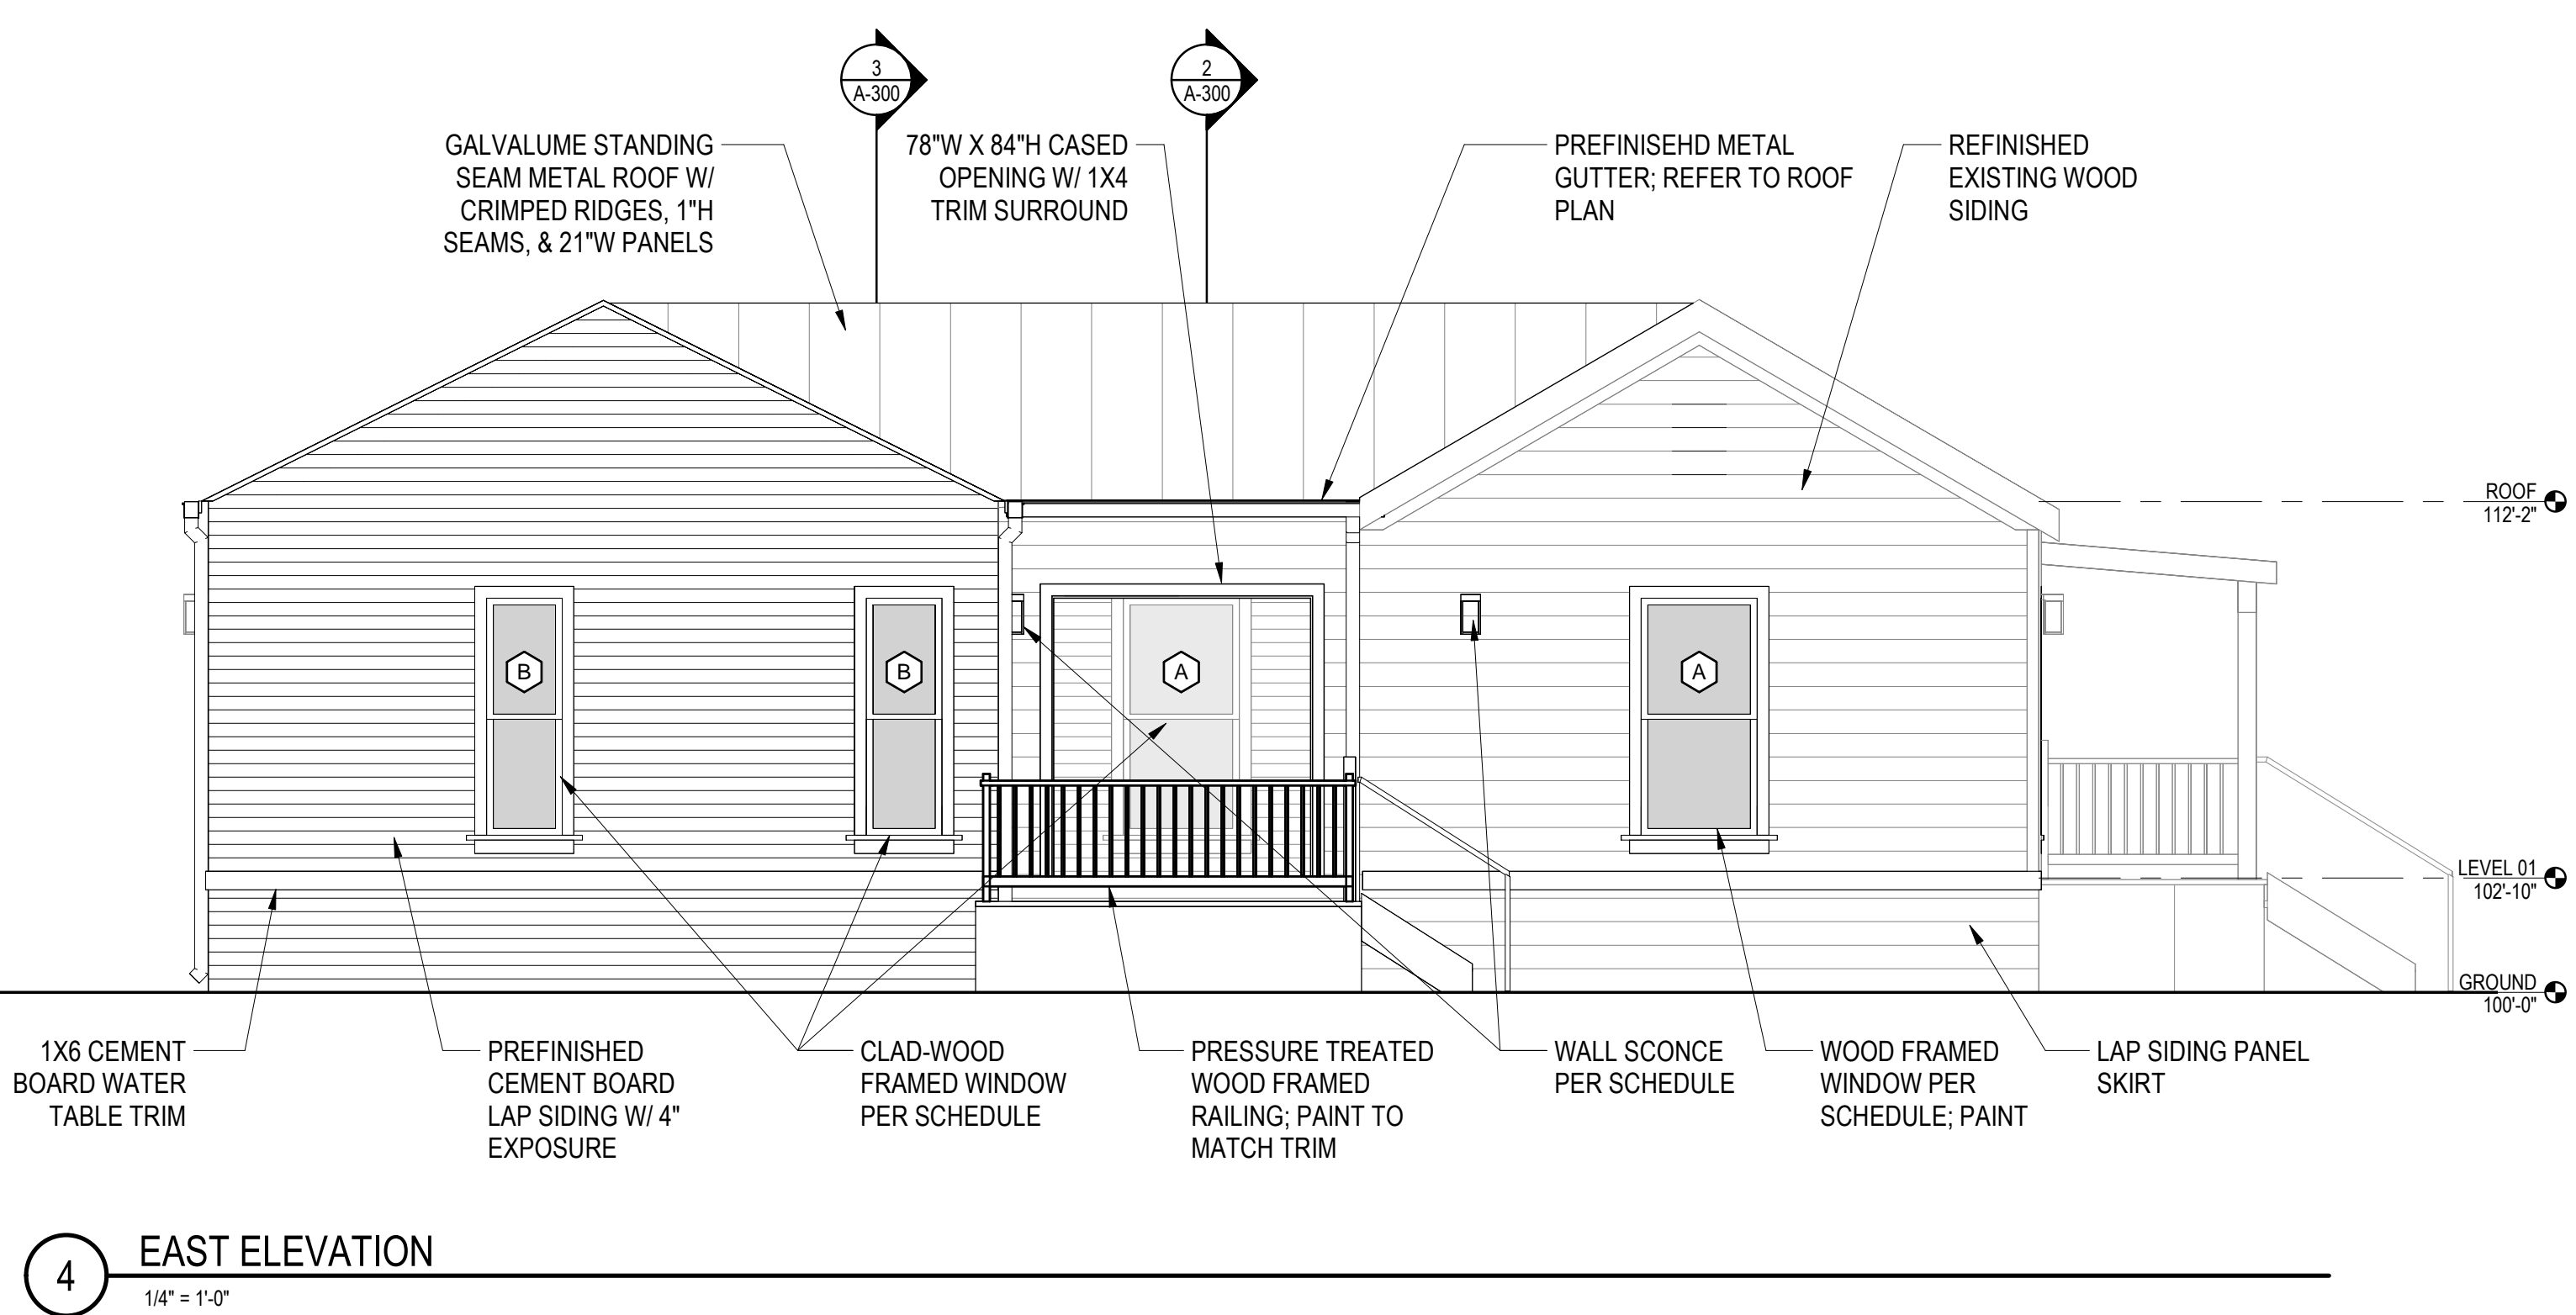 3
A-300
2
A-300
GALVALUME STANDING
SEAM METAL ROOF W/
CRIMPED RIDGES, 1"H
SEAMS, & 21"W PANELS
78"W X 84"H CASED
OPENING W/ 1X4
TRIM SURROUND
PREFINISEHD METAL
GUTTER; REFER TO ROOF
PLAN
REFINISHED
EXISTING WOOD
SIDING
ROOF
112'-2"
B
B
A
A
LEVEL 01
102'-10"
GROUND
100'-0"
1X6 CEMENT
BOARD WATER
TABLE TRIM
PREFINISHED
CEMENT BOARD
LAP SIDING W/ 4"
EXPOSURE
CLAD-WOOD
FRAMED WINDOW
PER SCHEDULE
PRESSURE TREATED
WOOD FRAMED
RAILING; PAINT TO
MATCH TRIM
WALL SCONCE
PER SCHEDULE
WOOD FRAMED
WINDOW PER
SCHEDULE; PAINT
LAP SIDING PANEL
SKIRT
4
EAST ELEVATION
1/4" = 1'-0"